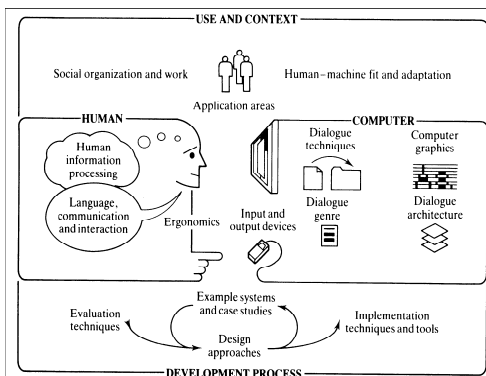 USE AND CONTEXT
Social organization and work
Human–machine fit and adaptation
Application areas
HUMAN
COMPUTER
Human
information
processing
Language,
communication
and interaction
Ergonomics
Dialogue
techniques
Computer
graphics
Input and
output devices
Dialogue
genre
Dialogue
architecture
Example systems
and case studies
Evaluation
techniques
Implementation
techniques and tools
Design
approaches
DEVELOPMENT PROCESS